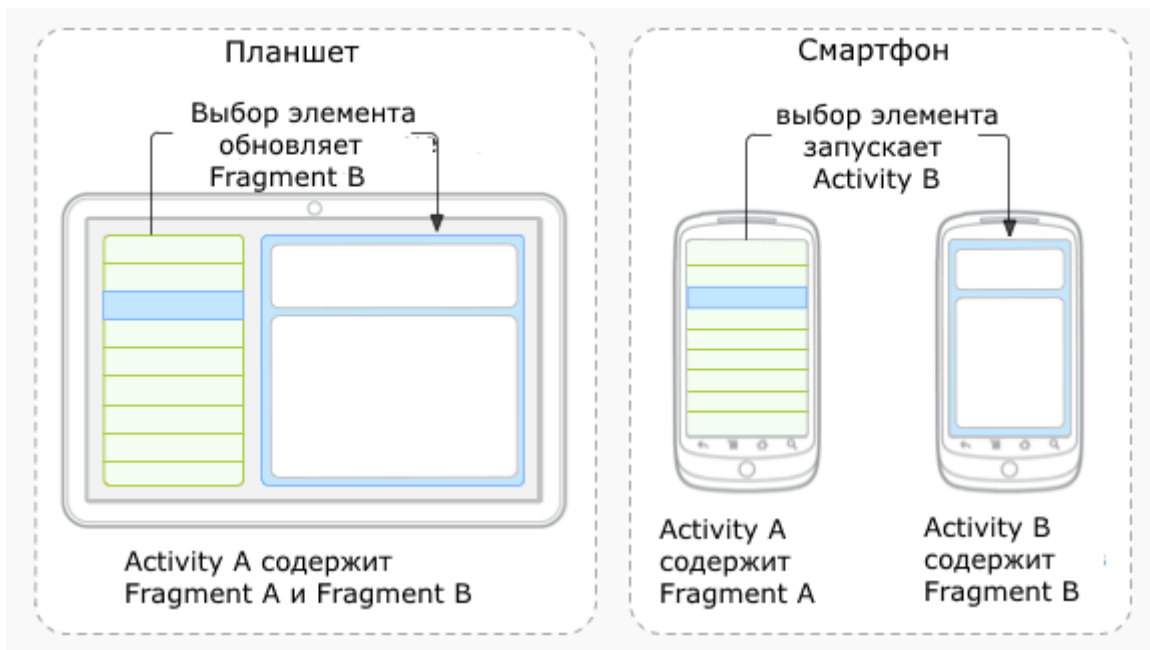 Планшет
Выбор элемента
обновляет
Fragment B
Activity A содержит
Fragment A и Fragment B
Смартфон
выбор элемента
запускает
Activity B
Activity A
содержит
Fragment A
Activity B
содержит
Fragment B